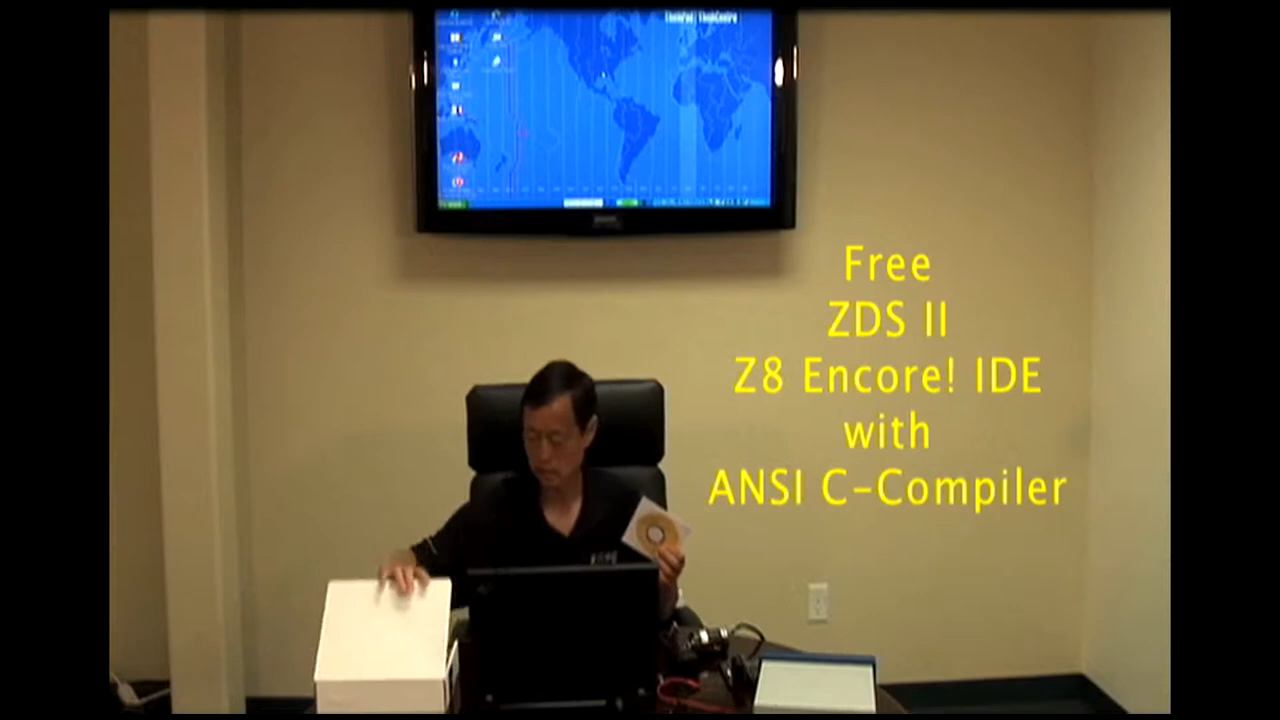 Free
ZDS II
Z8 Encore! IDE
with
ANSI C-Compiler